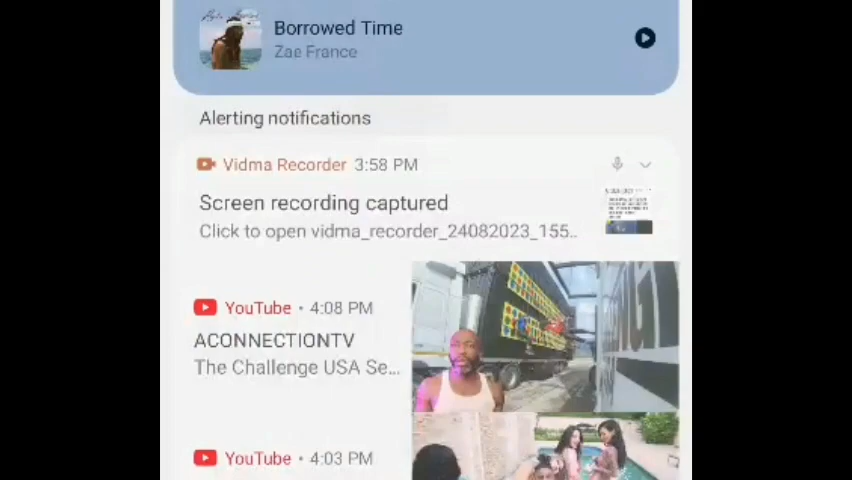 Borrowed Time
Zae France
Alerting notifications
Vidma Recorder 3:58 PM
Screen recording captured
Click to open vidma_recorder_24082023_155..
YouTube • 4:08 PM
ACONNECTIONTV
The Challenge USA Se...
YouTube • 4:03 PM